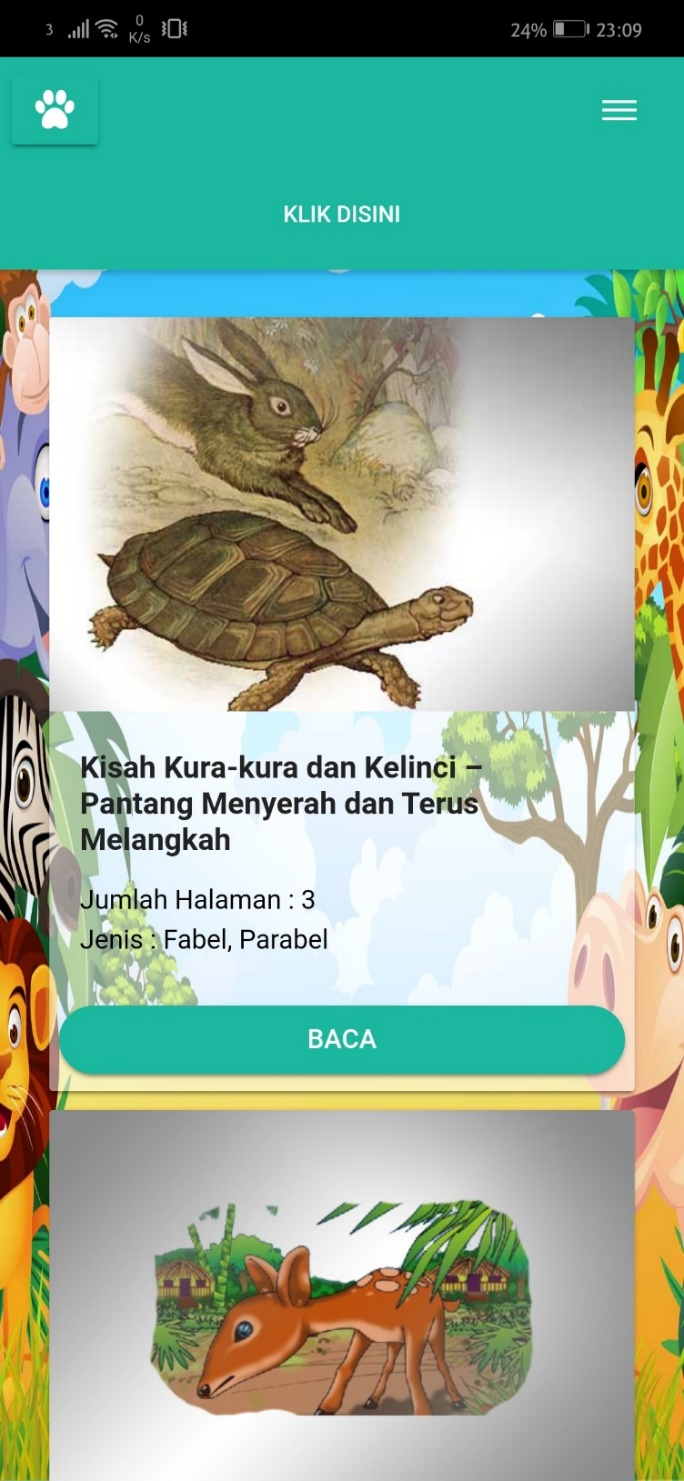 3
0
K/s
24%
23:09
KLIK DISINI
Kisah Kura-kura dan Kelinci –
Pantang Menyerah dan Terus
Melangkah
Jumlah Halaman : 3
Jenis : Fabel, Parabel
BACA